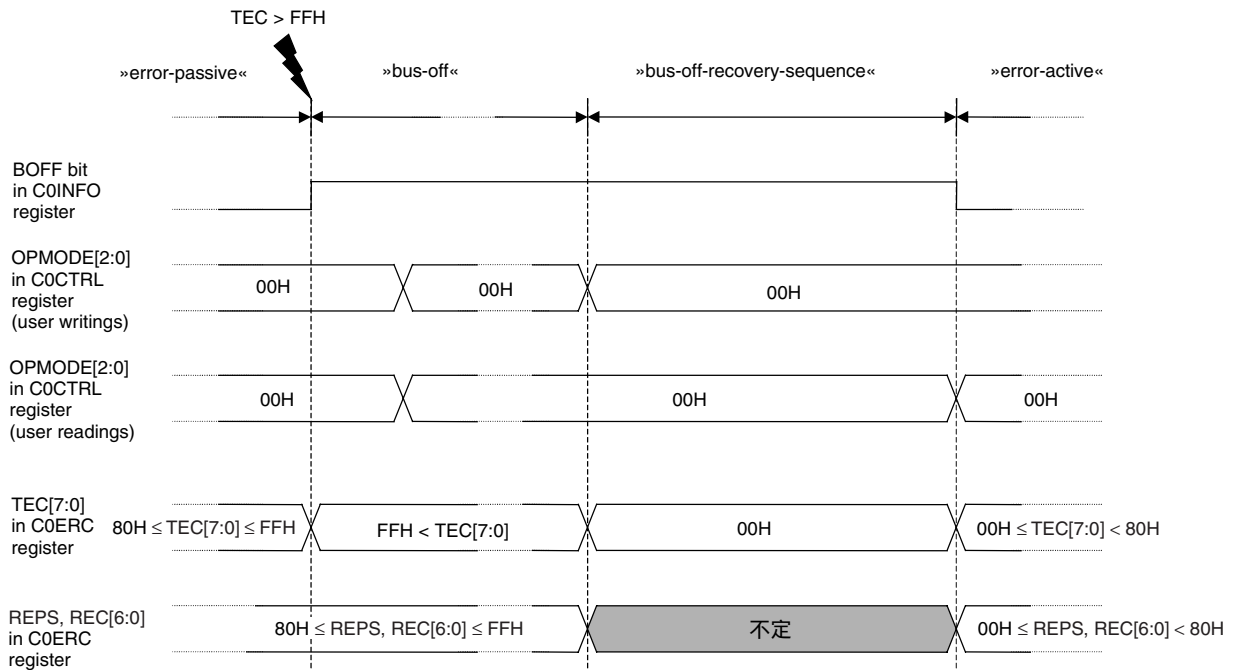 TEC > FFH
»error-passive« »bus-off« »bus-off-recovery-sequence« »error-active«
BOFF bit
in C0INFO
register
OPMODE[2:0]
in C0CTRL
register
(user writings)
00H 00H 00H
OPMODE[2:0]
in C0CTRL
register
(user readings)
00H 00H 00H
TEC[7:0]
in C0ERC
register
80H ≤ TEC[7:0] ≤ FFH FFH < TEC[7:0] 00H 00H ≤ TEC[7:0] < 80H
REPS, REC[6:0]
in C0ERC
register
80H ≤ REPS, REC[6:0] ≤ FFH 不定 00H ≤ REPS, REC[6:0] < 80H